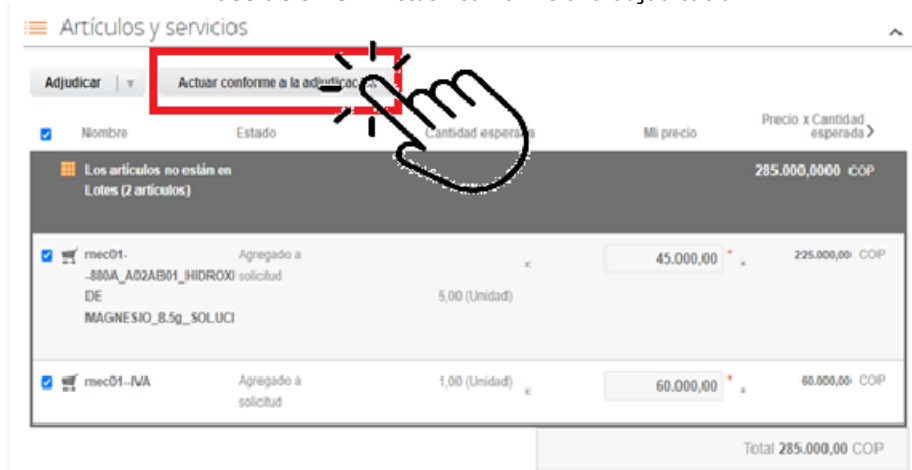 Artículos y servicios
Adjudicar
Actuar conforme a la adjudicac
Nombre
Estado
Cantidad esperada
Mi precio
Precio x Cantidad
esperada
Los artículos no están en
Lotes (2 artículos)
285.000,0000 COP
mec01-
-880A_A02AB01_HIDROXI
DE
MAGNESIO_8.5g_SOLUCI
Agregado a
solicitud
5,00 (Unidad)
x
45.000,00 *
=
225.000,00 COP
mec01--IVA
Agregado a
solicitud
1,00 (Unidad)
x
60.000,00 *
=
60.000,00 COP
Total 285.000,00 COP